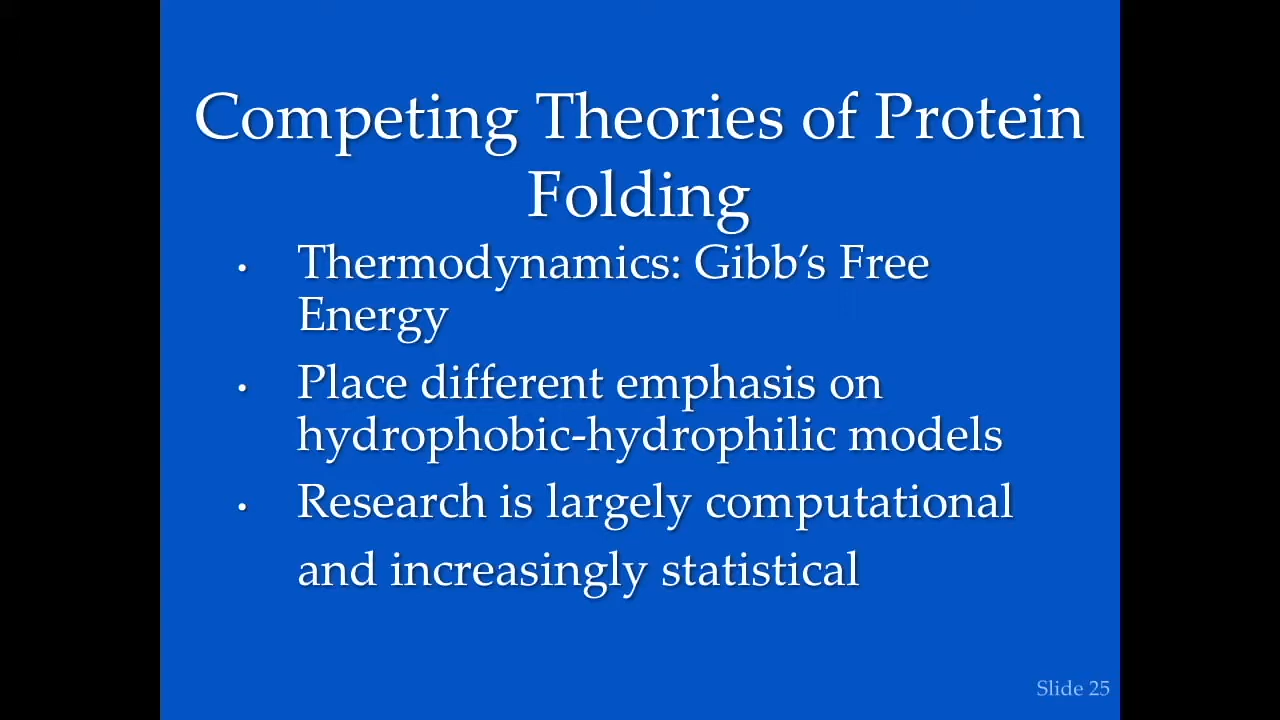 Competing Theories of Protein
Folding
• Thermodynamics: Gibb’s Free
Energy
• Place different emphasis on
hydrophobic-hydrophilic models
• Research is largely computational
and increasingly statistical
Slide 25